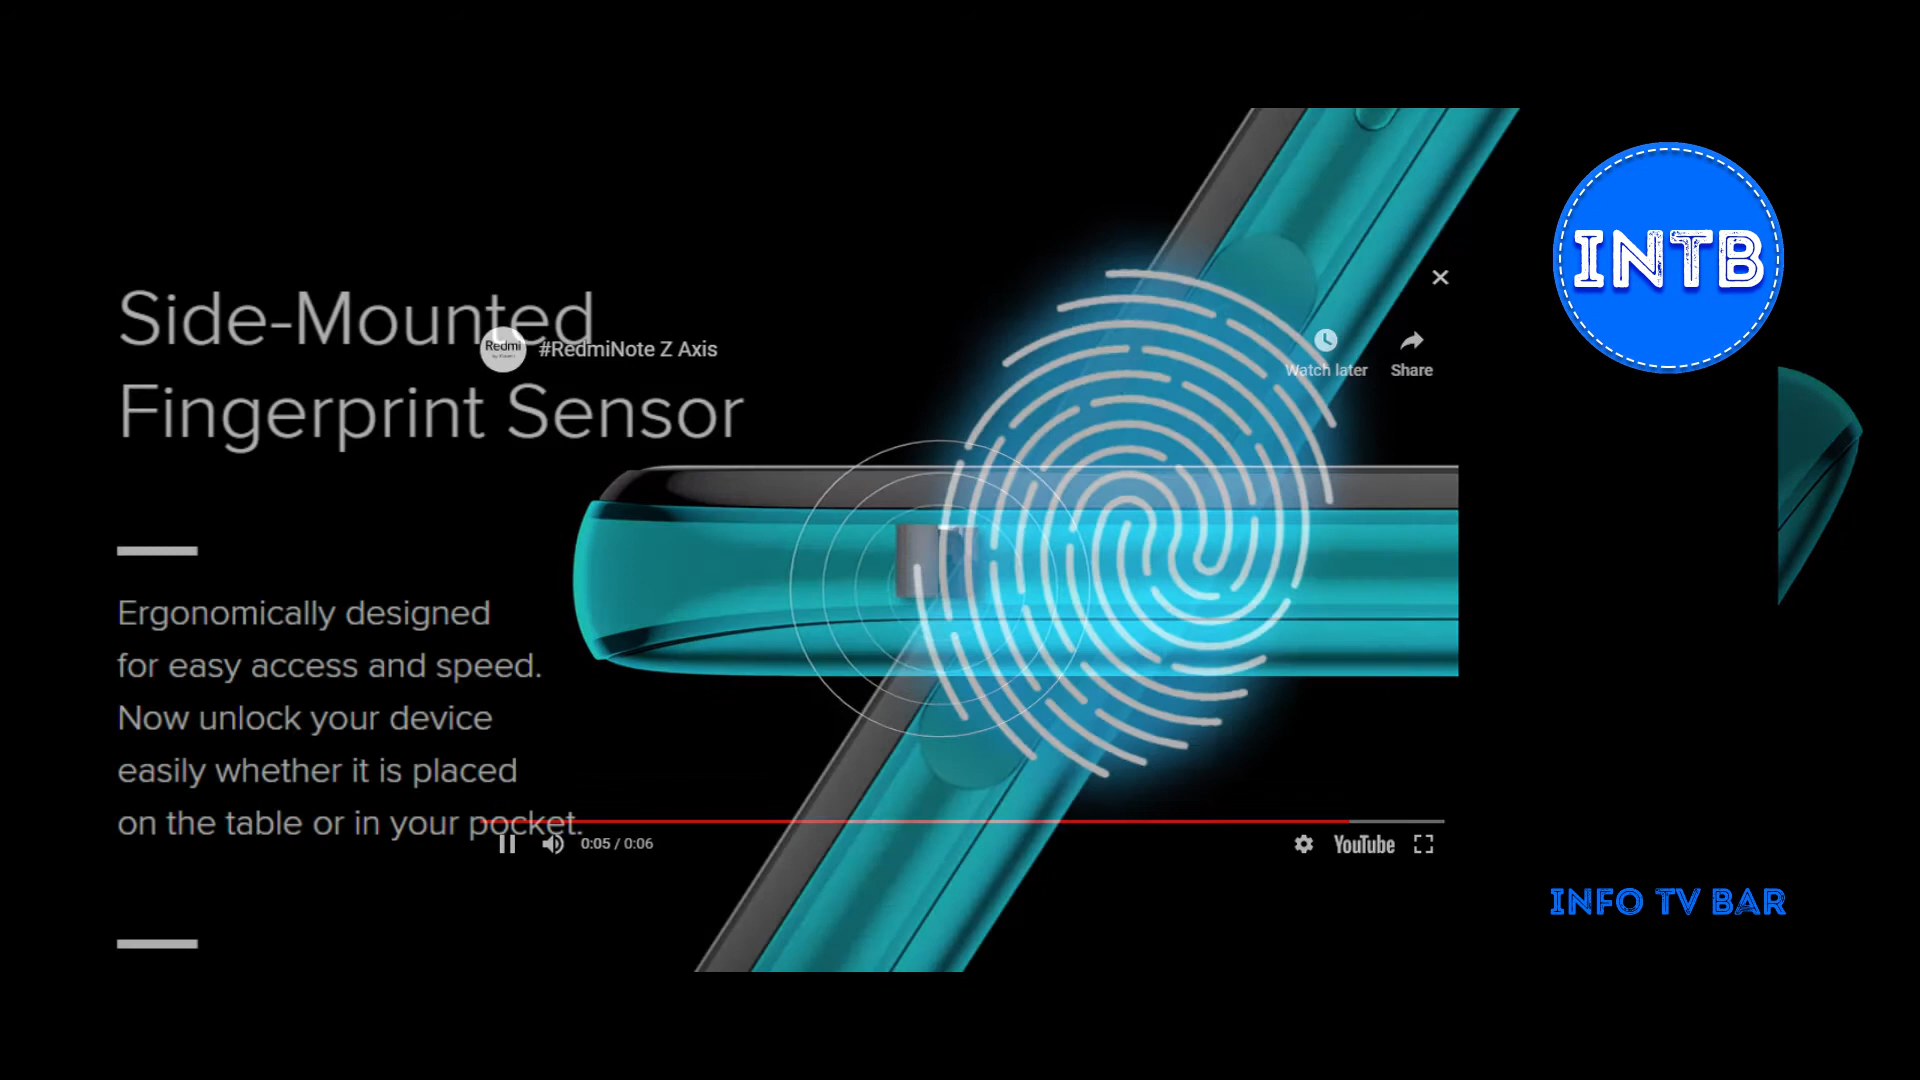 INTB
Side-Mounted
Fingerprint Sensor
Redmi
#RedmiNote Z Axis
Watch later
Share
Ergonomically designed
for easy access and speed.
Now unlock your device
easily whether it is placed
on the table or in your pocket.
0:05 / 0:06
YouTube
INFO TV BAR